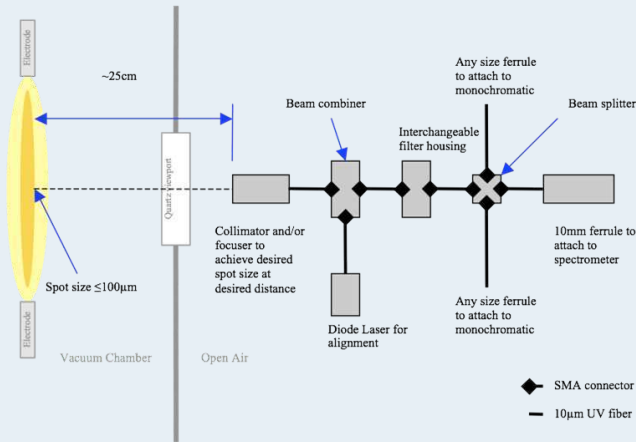 Electrode
~25cm
Any size ferrule
to attach to
monochromatic
Beam combiner
Beam splitter
Interchangeable
filter housing
Quartz viewport
Collimator and/or
focuser to
achieve desired
spot size at
desired distance
10mm ferrule to
attach to
spectrometer
Spot size ≤100µm
Any size ferrule
to attach to
monochromatic
Electrode
Diode Laser for
alignment
Vacuum Chamber
Open Air
SMA connector
10µm UV fiber